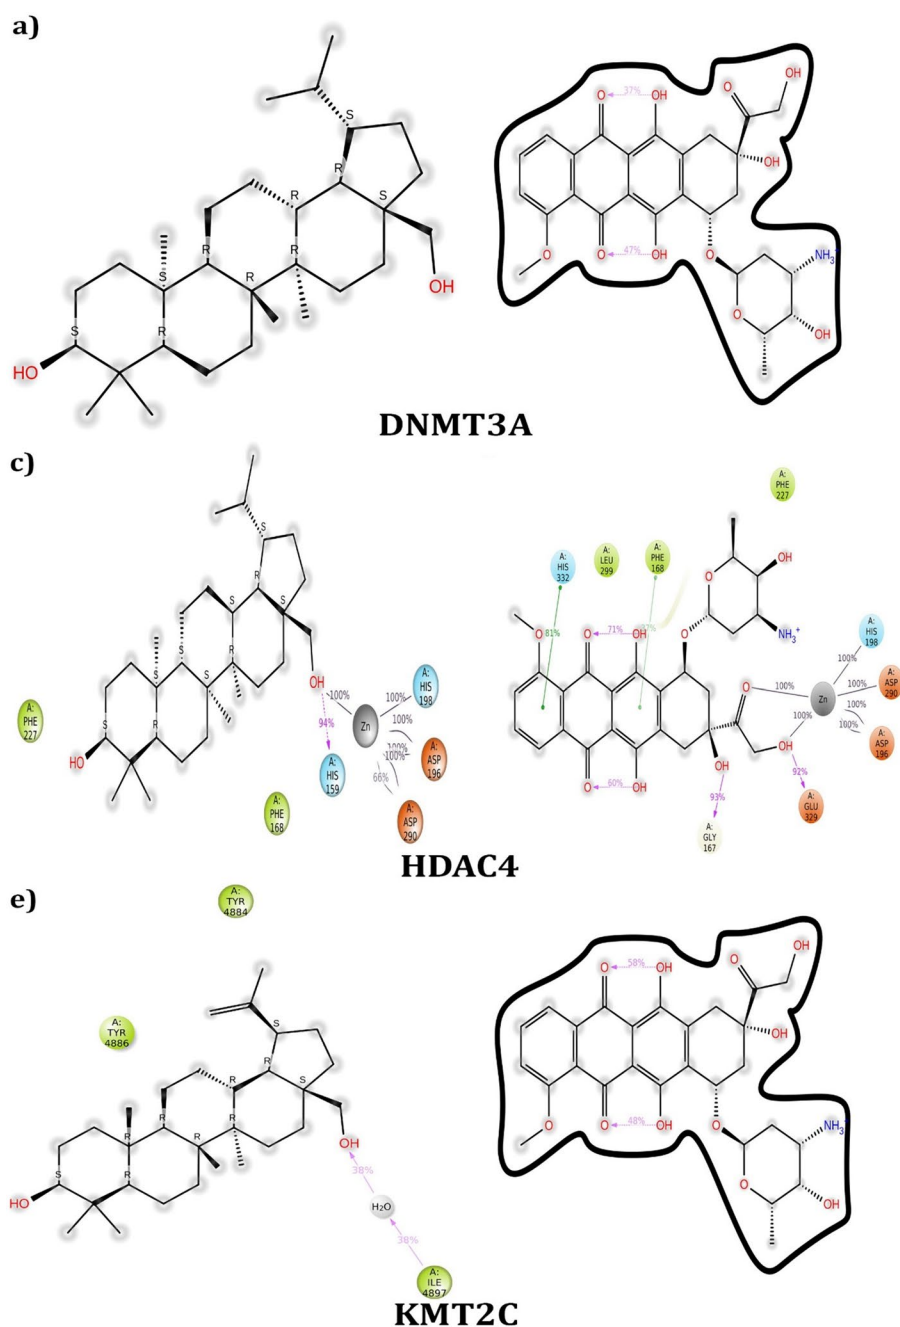 a)
S
R
R
S
R
R
S
R
S
R
OH
HO
37%
O
OH
OH
O
OH
O
OH
47%
O
O
NH3+
O
OH
DNMT3A
c)
S
R
S
S
R
S
S
S
R
OH
HO
A: PHE 227
A: PHE 168
94%
A: HIS 159
100%
Zn
100%
100%
100%
100%
66%
A: HIS 198
A: ASP 196
A: ASP 290
A: PHE 227
A: HIS 332
A: LEU 299
A: PHE 168
81%
O
O
71%
OH
O
O
OH
NH3+
O
60%
OH
OH
93%
A: GLY 167
O
OH
92%
A: GLU 329
100%
100%
Zn
100%
100%
100%
100%
A: HIS 198
A: ASP 290
A: ASP 196
HDAC4
e)
A: TYR 4884
A: TYR 4886
S
R
S
R
R
R
R
R
S
R
OH
HO
38%
H2O
38%
A: ILE 4897
58%
O
OH
OH
O
OH
O
O
48%
OH
O
NH3+
O
OH
KMT2C